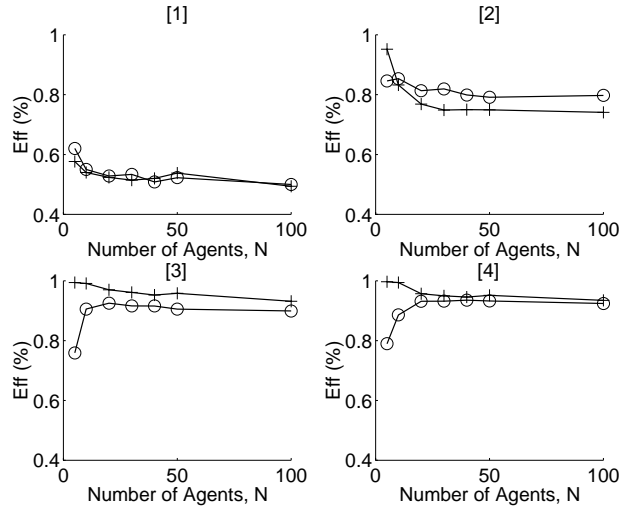 [1]
1
0.8
0.6
0.4
Eff (%)
0 50 100
Number of Agents, N
[2]
1
0.8
0.6
0.4
Eff (%)
0 50 100
Number of Agents, N
[3]
1
0.8
0.6
0.4
Eff (%)
0 50 100
Number of Agents, N
[4]
1
0.8
0.6
0.4
Eff (%)
0 50 100
Number of Agents, N